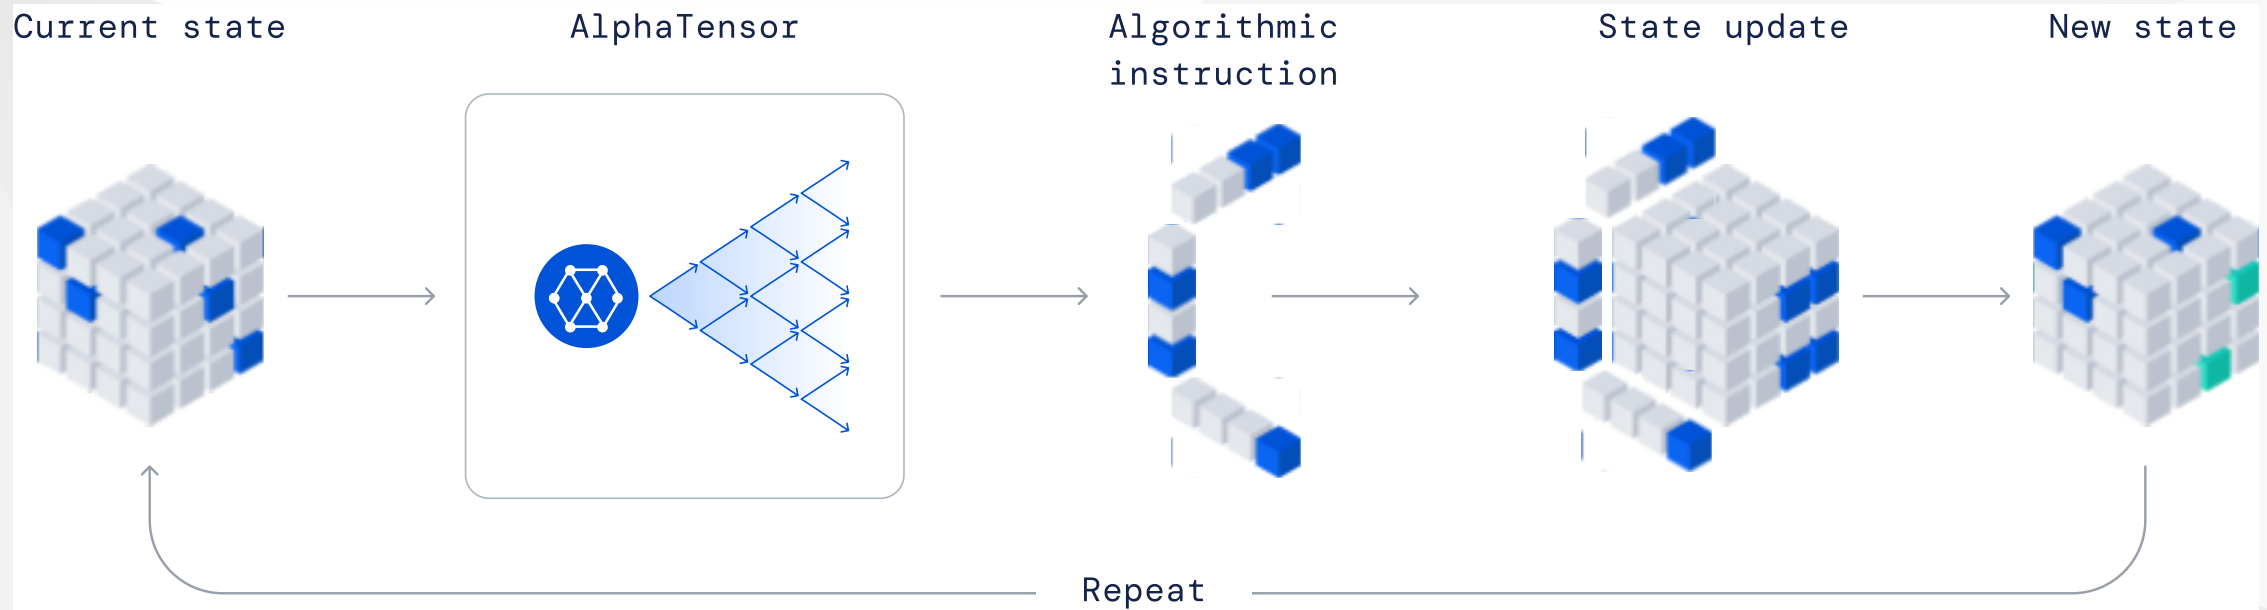 Current state
AlphaTensor
Algorithmic
instruction
State update
New state
Repeat